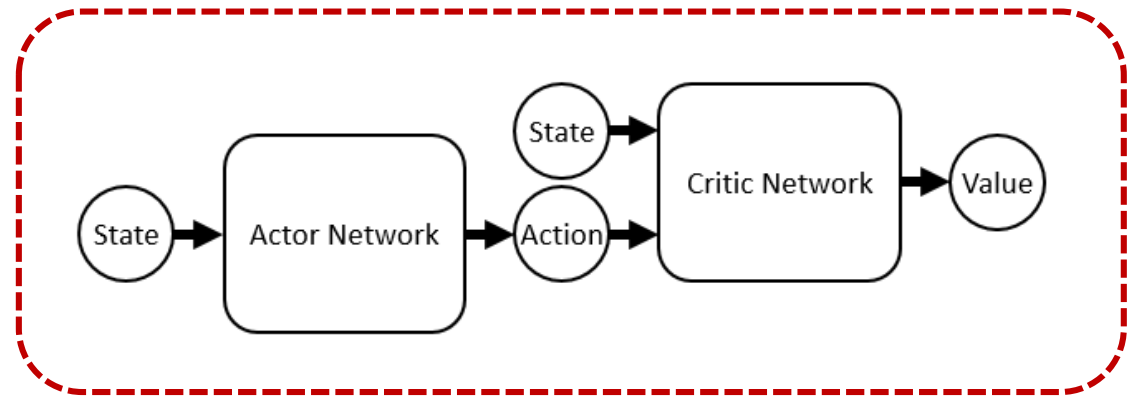 State
Actor Network
State
Action
Critic Network
Value